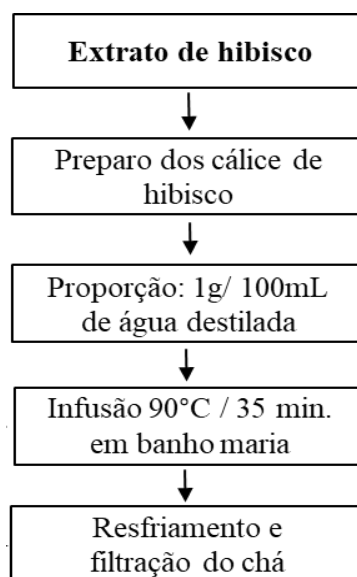 Extrato de hibisco
Preparo dos cálice de
hibisco
Proporção: 1g/ 100mL
de água destilada
Infusão 90°C / 35 min.
em banho maria
Resfriamento e
filtração do chá